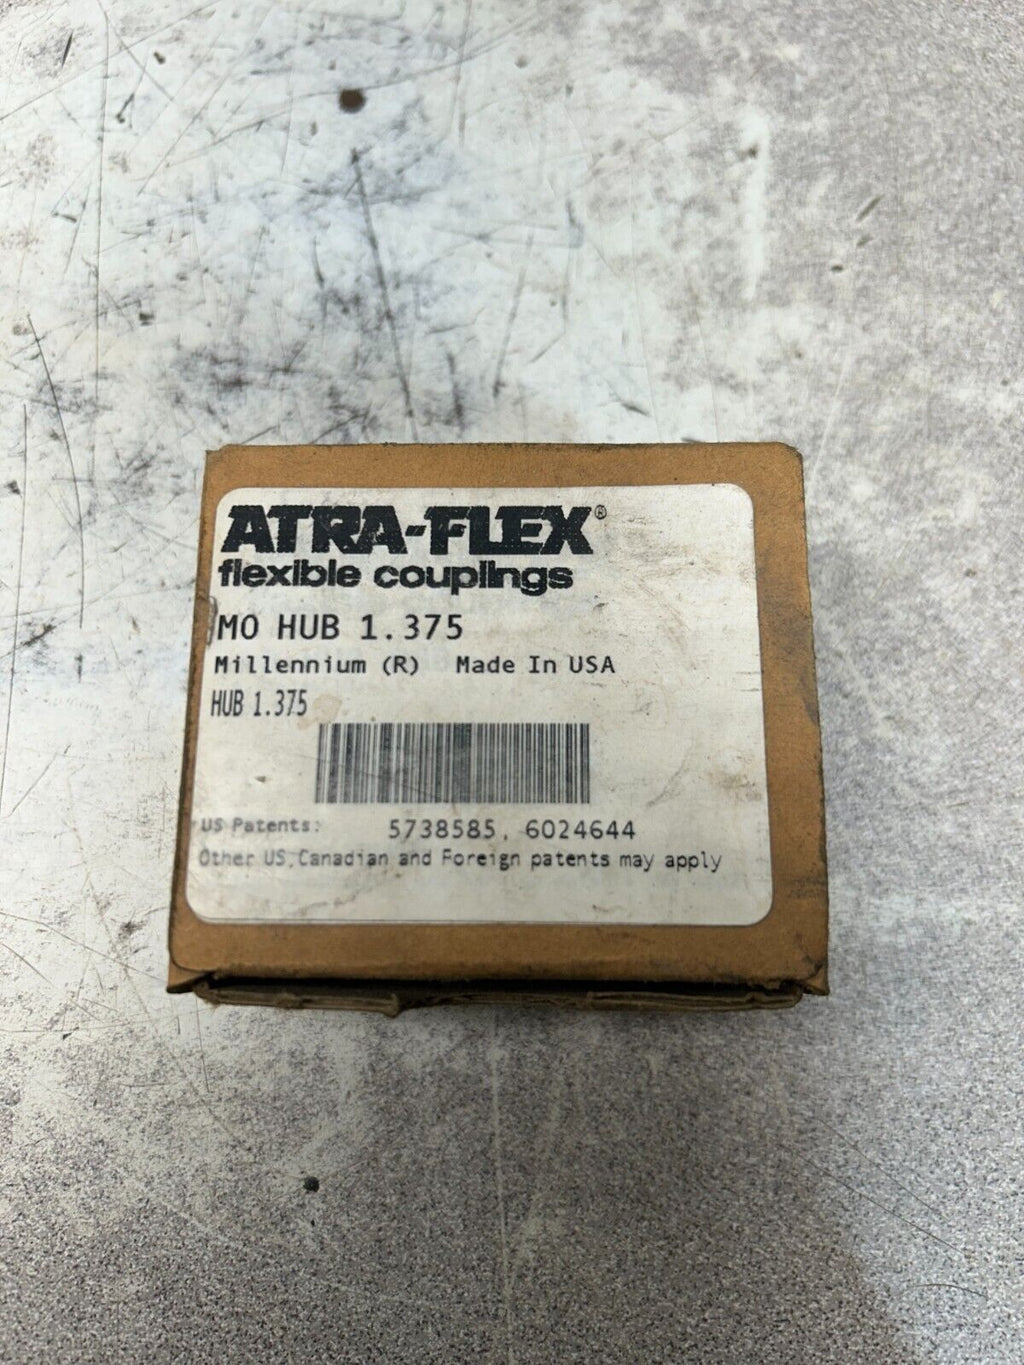 ATRA-FLEX®
flexible couplings
M0 HUB 1.375
Millennium (R) Made In USA
HUB 1.375
US Patents: 5738585, 6024644
Other US, Canadian and Foreign patents may apply